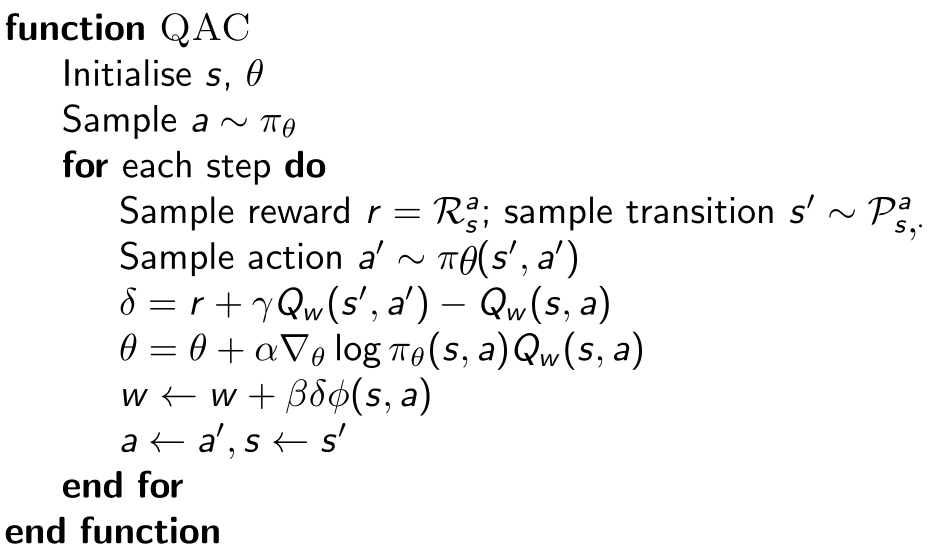 function QAC
Initialise s, θ
Sample a ∼ π_θ
for each step do
Sample reward r = ℛ_s^a; sample transition s′ ∼ 𝒫_{s,·}^a
Sample action a′ ∼ πθ(s′, a′)
δ = r + γQ_w(s′, a′) − Q_w(s, a)
θ = θ + α∇_θ log π_θ(s, a)Q_w(s, a)
w ← w + βδϕ(s, a)
a ← a′, s ← s′
end for
end function